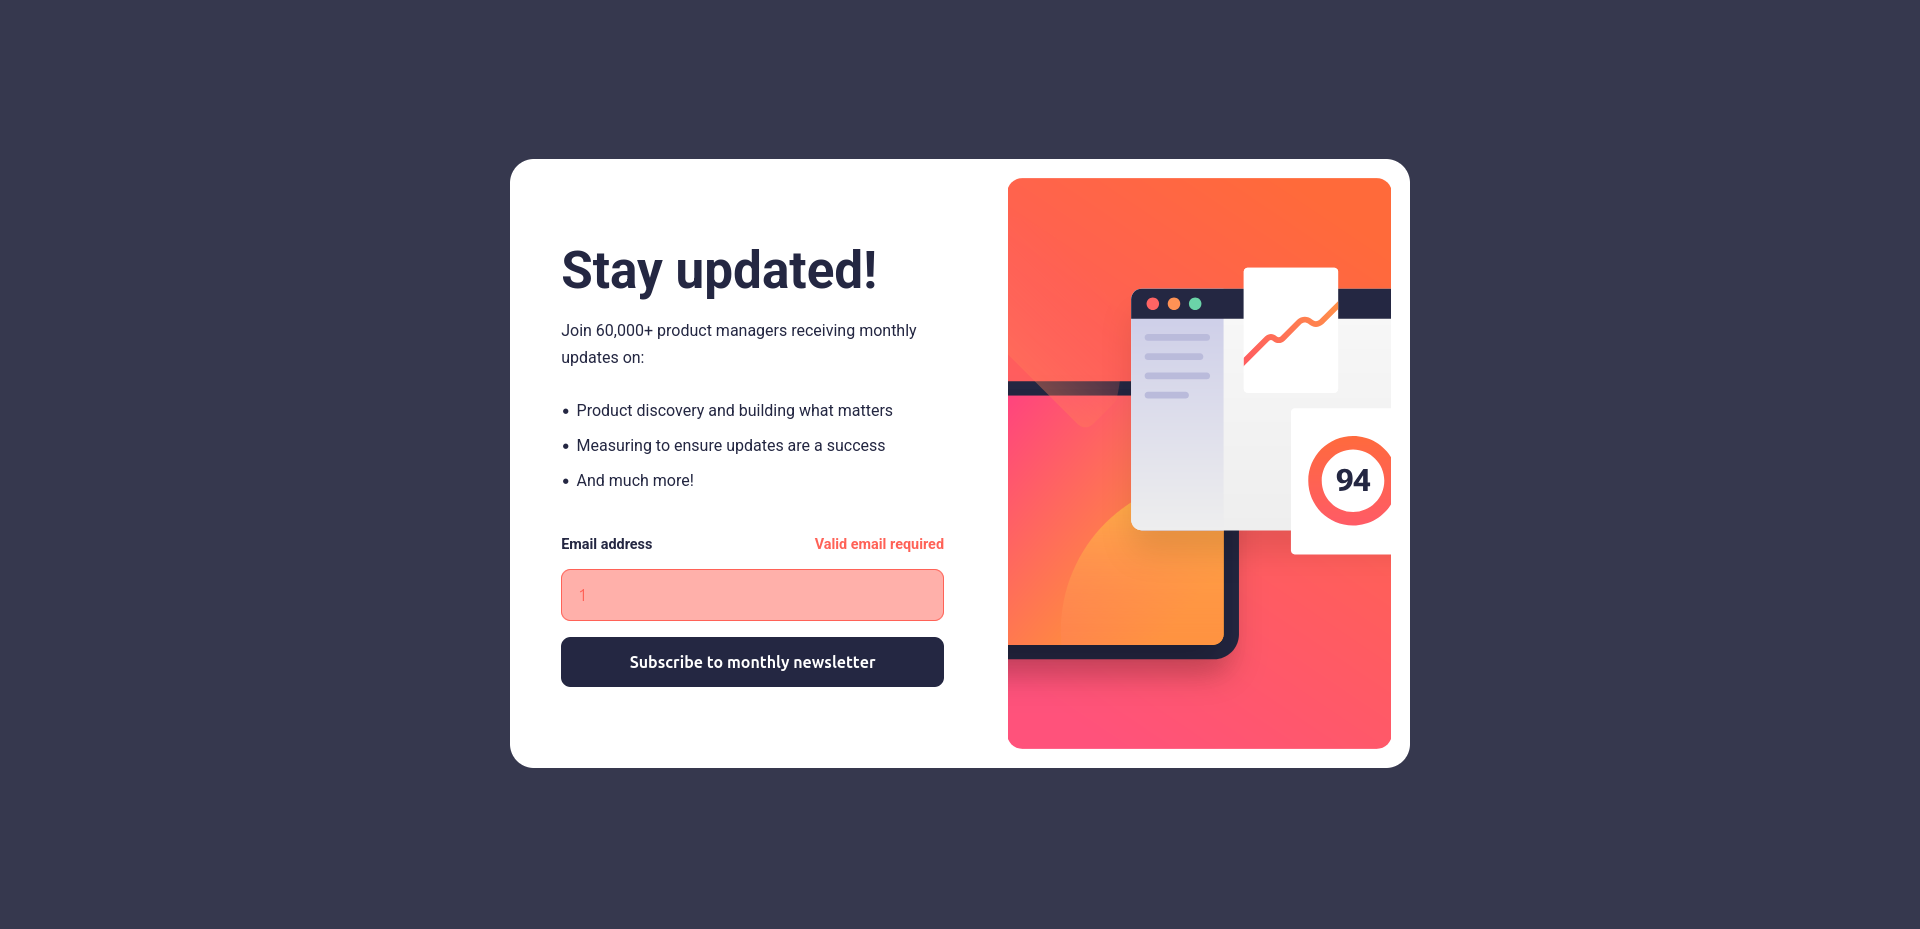 Stay updated!
Join 60,000+ product managers receiving monthly
updates on:
• Product discovery and building what matters
• Measuring to ensure updates are a success
• And much more!
Email address
Valid email required
1
Subscribe to monthly newsletter
94